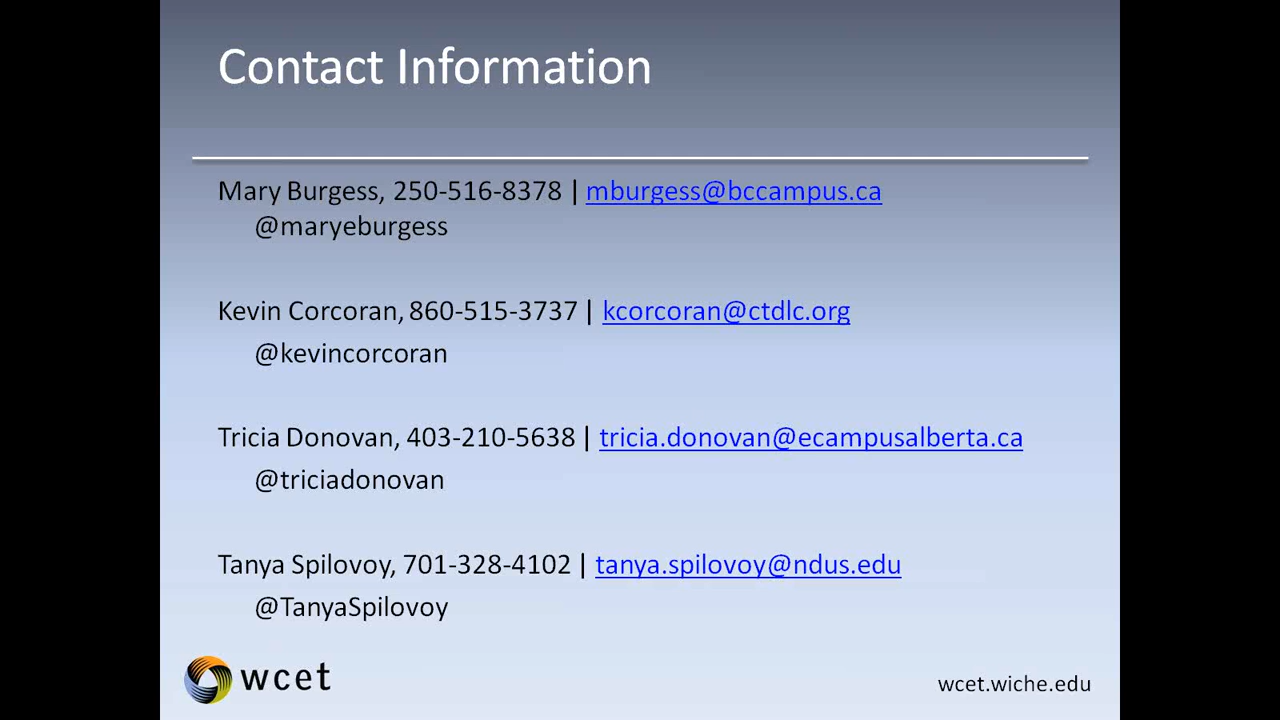 Contact Information
Mary Burgess, 250-516-8378 | mburgess@bccampus.ca
@maryeburgess
Kevin Corcoran, 860-515-3737 | kcorcoran@ctdlc.org
@kevincorcoran
Tricia Donovan, 403-210-5638 | tricia.donovan@ecampusalberta.ca
@triciadonovan
Tanya Spilovoy, 701-328-4102 | tanya.spilovoy@ndus.edu
@TanyaSpilovoy
wcet
wcet.wiche.edu